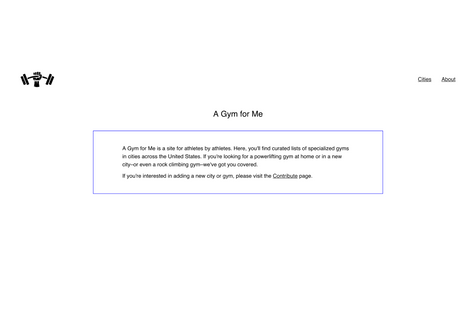 Cities About
A Gym for Me
A Gym for Me is a site for athletes by athletes. Here, you'll find curated lists of specialized gyms
in cities across the United States. If you're looking for a powerlifting gym at home or in a new
city–or even a rock climbing gym–we've got you covered.
If you're interested in adding a new city or gym, please visit the Contribute page.